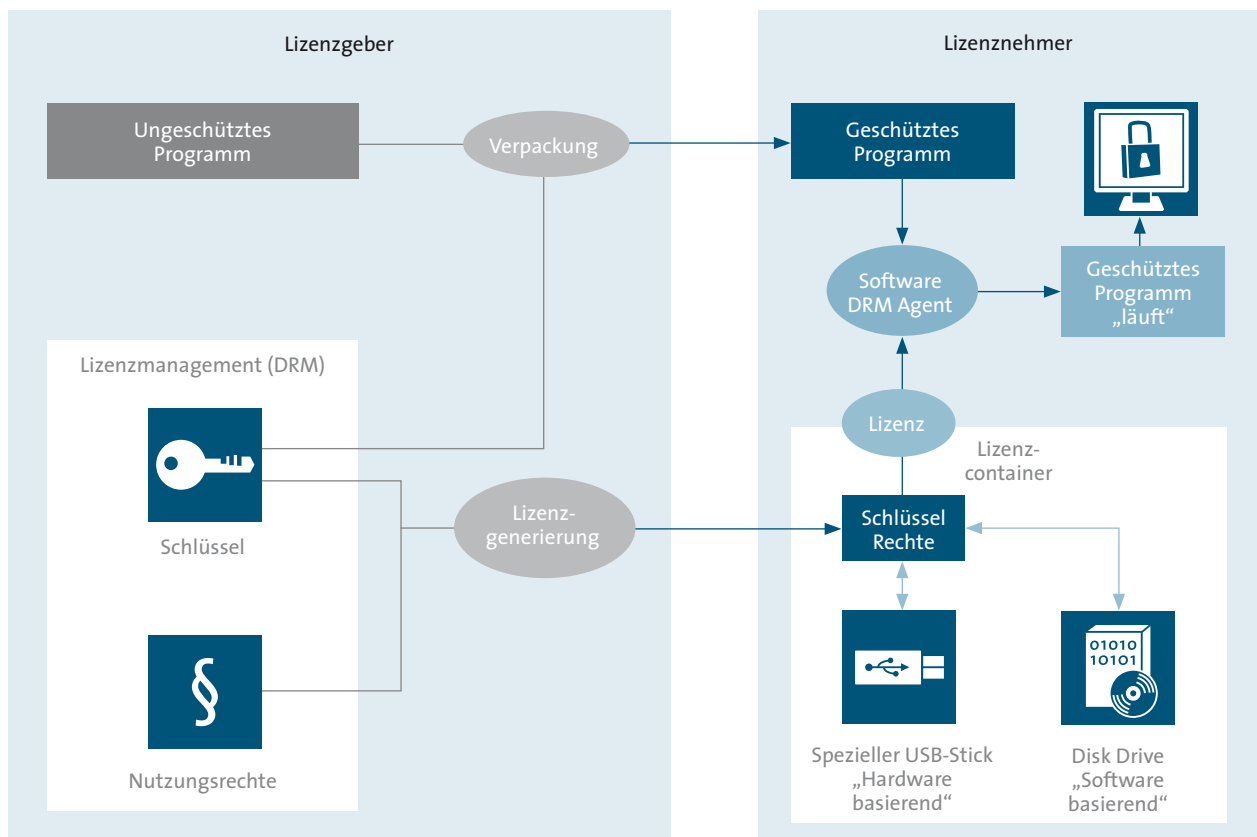 Lizenzgeber
Ungeschütztes
Programm
Verpackung
Lizenzmanagement (DRM)
Schlüssel
Lizenz-
generierung
§
Nutzungsrechte
Lizenznehmer
Geschütztes
Programm
Software
DRM Agent
Geschütztes
Programm
„läuft“
Lizenz
Lizenz-
container
Schlüssel
Rechte
01010
10101
Spezieller USB-Stick
„Hardware
basierend“
Disk Drive
„Software
basierend“